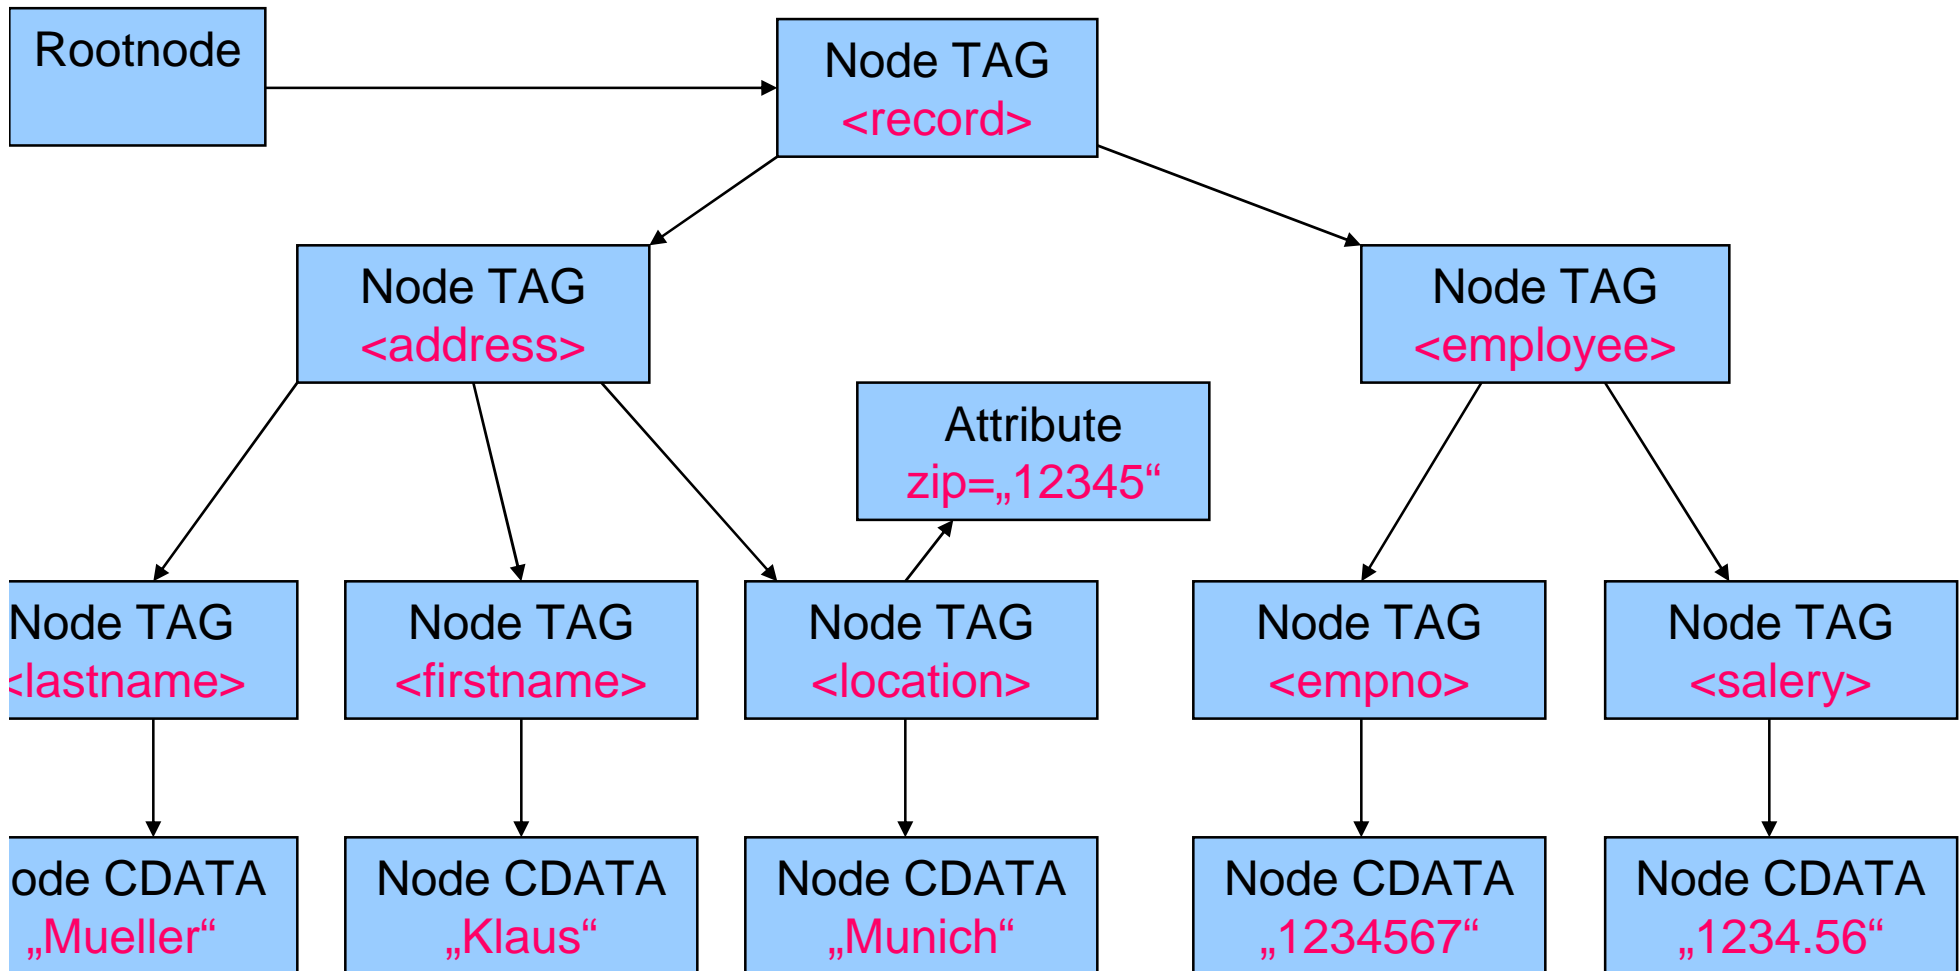 Rootnode
Node TAG
<record>
Node TAG
<address>
Node TAG
<employee>
Attribute
zip=„12345“
Node TAG
<lastname>
Node TAG
<firstname>
Node TAG
<location>
Node TAG
<empno>
Node TAG
<salery>
ode CDATA
„Mueller“
Node CDATA
„Klaus“
Node CDATA
„Munich“
Node CDATA
„1234567“
Node CDATA
„1234.56“